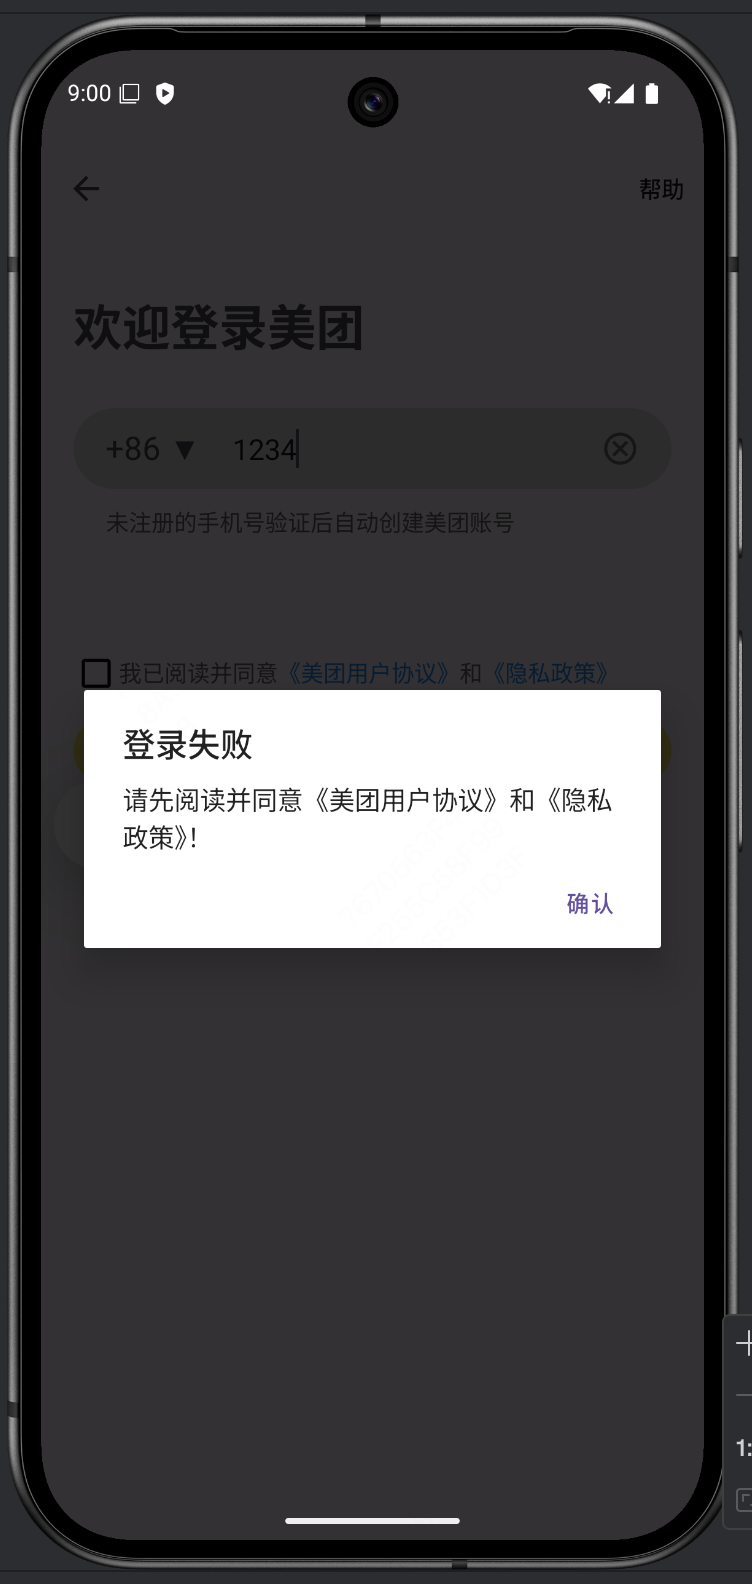 9:00
帮助
欢迎登录美团
+86 ▼ 1234
未注册的手机号验证后自动创建美团账号
我已阅读并同意《美团用户协议》和《隐私政策》
登录失败
请先阅读并同意《美团用户协议》和《隐私
政策》!
确认
1: